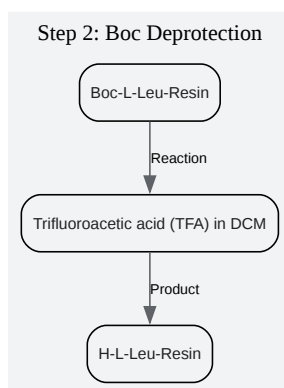 Step 2: Boc Deprotection
Boc-L-Leu-Resin
Reaction
Trifluoroacetic acid (TFA) in DCM
Product
H-L-Leu-Resin